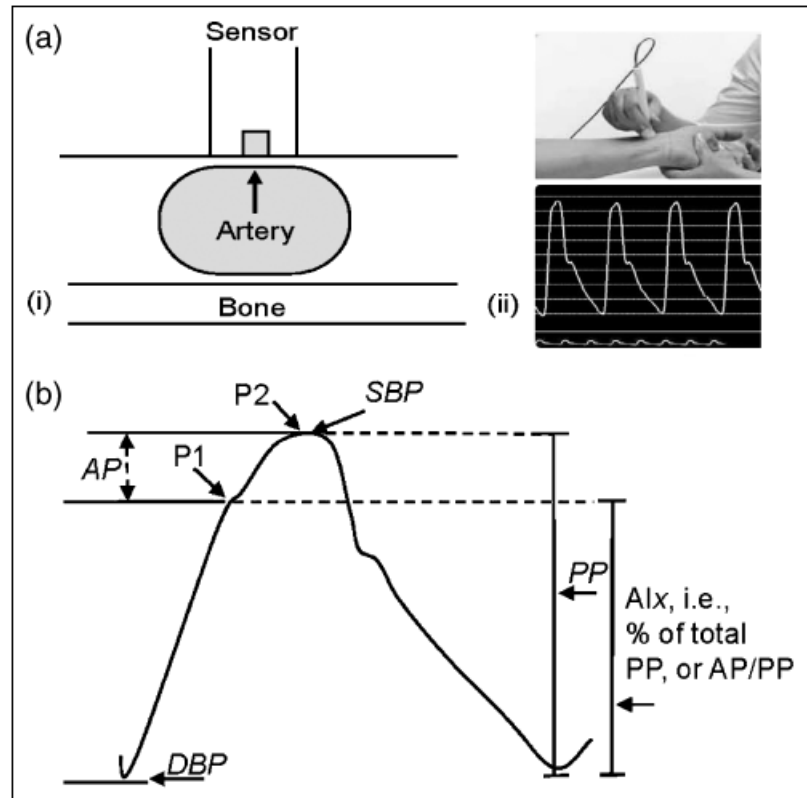 (a)
Sensor
Artery
(i)
Bone
(ii)
(b)
P2
SBP
AP
P1
PP
AIx, i.e.,
% of total
PP, or AP/PP
DBP